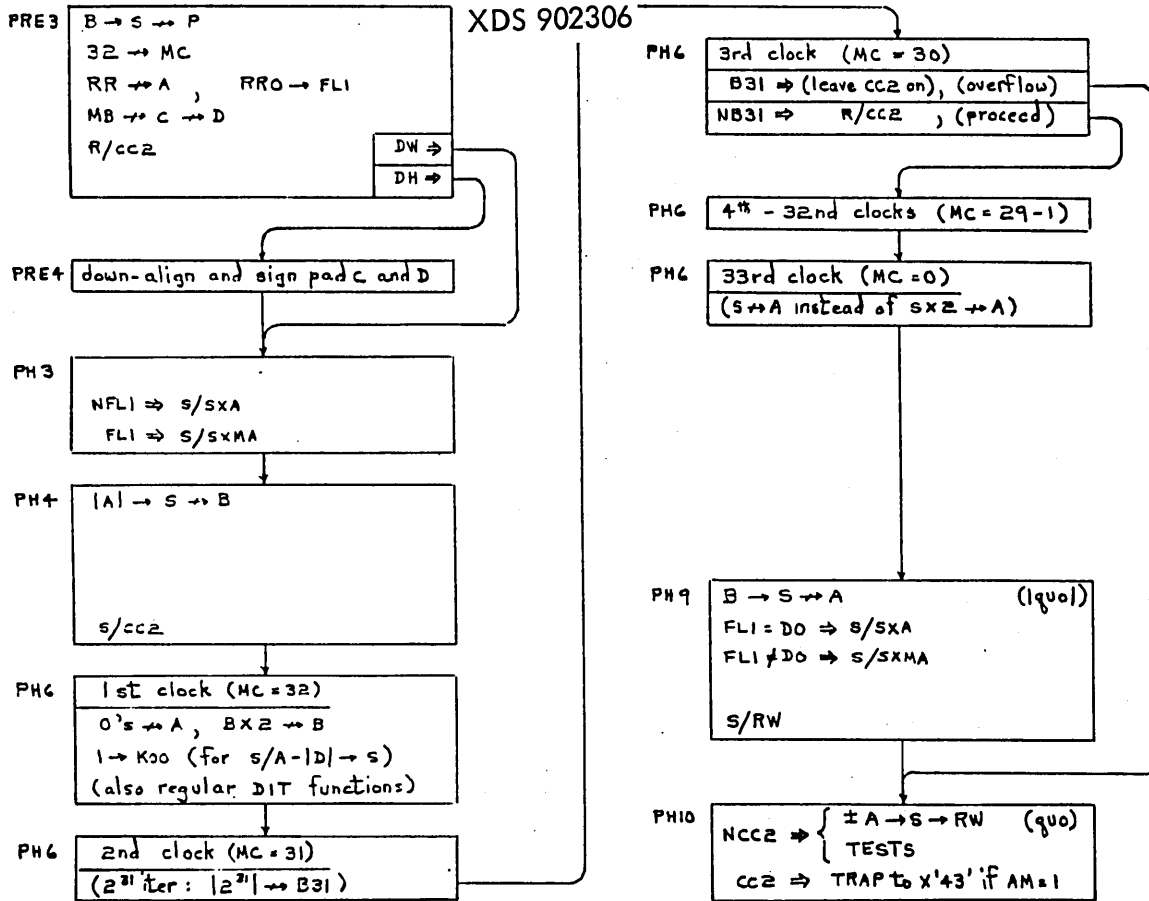 XDS 902306
PRE3
B → S ↛ P
32 ↛ MC
RR ↛ A , RR0 → FL1
MB ↛ C ↛ D
R/CC2
DW ⇒
DH ⇒
PRE4
down-align and sign pad C and D
PH3
NFL1 ⇒ S/SXA
FL1 ⇒ S/SXMA
PH4
|A| → S ↛ B
S/CC2
PH6
1st clock (MC = 32)
0's ↛ A , BX2 ↛ B
1 → K00 (for S/A-|D| → S)
(also regular DIT functions)
PH6
2nd clock (MC = 31)
(2³¹ iter: |2³¹| ↛ B31)
PH6
3rd clock (MC = 30)
B31 ⇒ (leave CC2 on), (overflow)
NB31 ⇒ R/CC2 , (proceed)
PH6
4th - 32nd clocks (MC = 29-1)
PH6
33rd clock (MC = 0)
(S ↛ A instead of SX2 ↛ A)
PH9
B → S ↛ A (|quo|)
FL1 = D0 ⇒ S/SXA
FL1 ≠ D0 ⇒ S/SXMA
S/RW
PH10
NCC2 ⇒ { ± A → S → RW (quo)
TESTS
CC2 ⇒ TRAP to X'43' if AM = 1